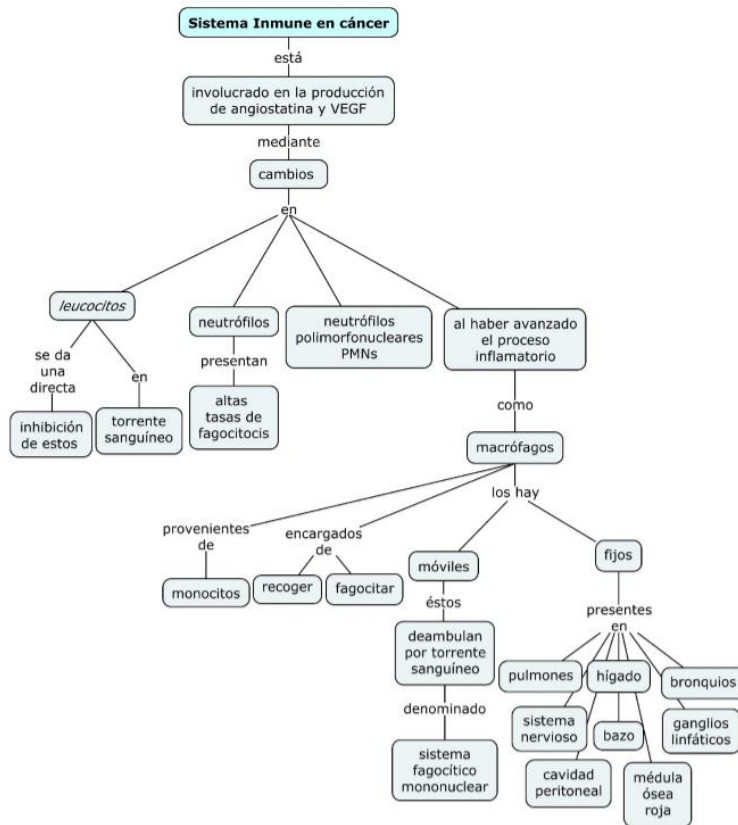 Sistema Inmune en cáncer
está
involucrado en la producción
de angiostatina y VEGF
mediante
cambios
en
leucocitos
se da
una
directa
inhibición
de estos
en
torrente
sanguíneo
neutrófilos
presentan
altas
tasas de
fagocitocis
neutrófilos
polimorfonucleares
PMNs
al haber avanzado
el proceso
inflamatorio
como
macrófagos
provenientes
de
monocitos
encargados
de
recoger
fagocitar
los hay
móviles
éstos
deambulan
por torrente
sanguíneo
denominado
sistema
fagocítico
mononuclear
fijos
presentes
en
pulmones
hígado
bronquios
sistema
nervioso
bazo
ganglios
linfáticos
cavidad
peritoneal
médula
ósea
roja